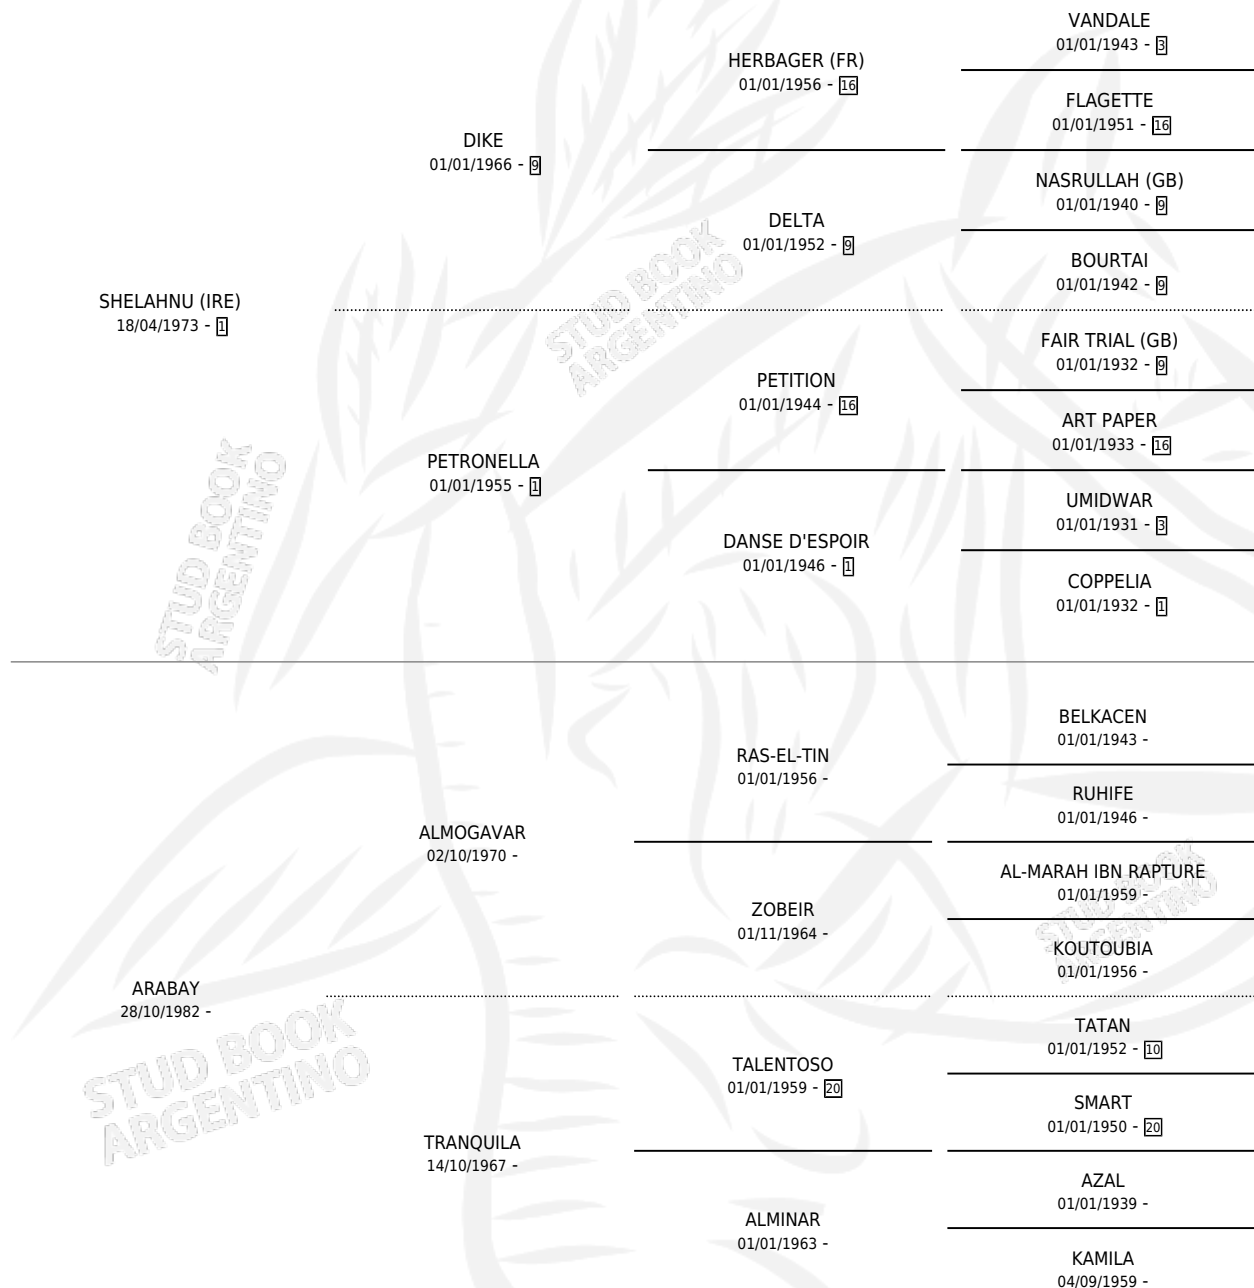 VANDALE
01/01/1943 - 3
HERBAGER (FR)
01/01/1956 - 16
FLAGETTE
01/01/1951 - 16
DIKE
01/01/1966 - 9
NASRULLAH (GB)
01/01/1940 - 9
DELTA
01/01/1952 - 9
BOURTAI
01/01/1942 - 9
SHELAHNU (IRE)
18/04/1973 - 1
STUD BOOK
ARGENTINO
FAIR TRIAL (GB)
01/01/1932 - 9
PETITION
01/01/1944 - 16
ART PAPER
01/01/1933 - 16
PETRONELLA
01/01/1955 - 1
UMIDWAR
01/01/1931 - 3
DANSE D'ESPOIR
01/01/1946 - 1
COPPELIA
01/01/1932 - 1
STUD BOOK
ARGENTINO
BELKACEN
01/01/1943 -
RAS-EL-TIN
01/01/1956 -
RUHIFE
01/01/1946 -
ALMOGAVAR
02/10/1970 -
AL-MARAH IBN RAPTURE
01/01/1959 -
ZOBEIR
01/11/1964 -
KOUTOUBIA
01/01/1956 -
STUD BOOK
ARGENTINO
ARABAY
28/10/1982 -
TATAN
01/01/1952 - 10
TALENTOSO
01/01/1959 - 20
SMART
01/01/1950 - 20
STUD BOOK
ARGENTINO
TRANQUILA
14/10/1967 -
AZAL
01/01/1939 -
ALMINAR
01/01/1963 -
KAMILA
04/09/1959 -